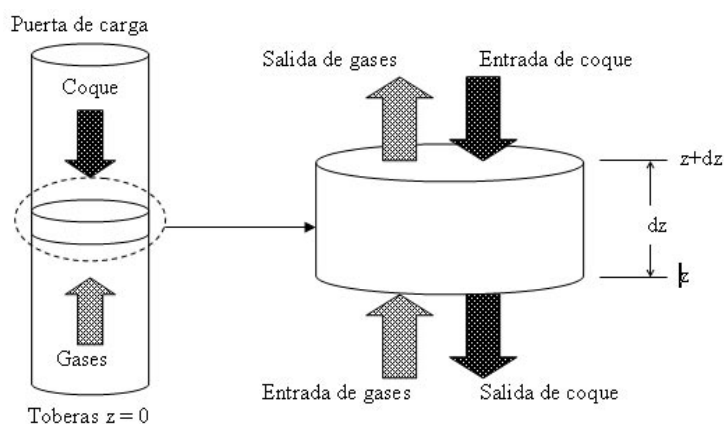 Puerta de carga
Coque
Gases
Toberas z = 0
Salida de gases
Entrada de coque
z+dz
dz
z
Entrada de gases
Salida de coque